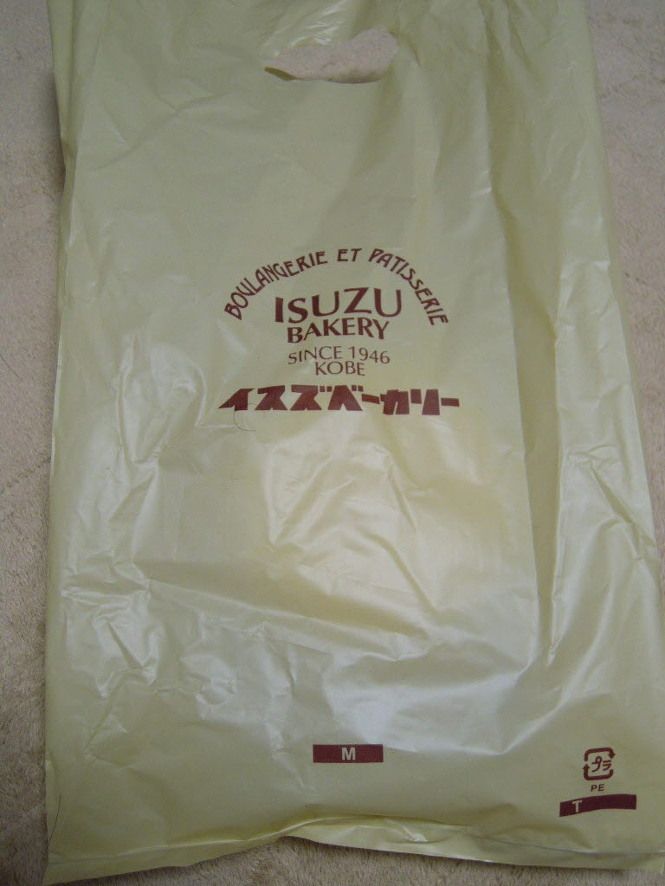 BOULANGERIE ET PATISSERIE
ISUZU
BAKERY
SINCE 1946
KOBE
イスズベーカリー
M
プラ
PE
T